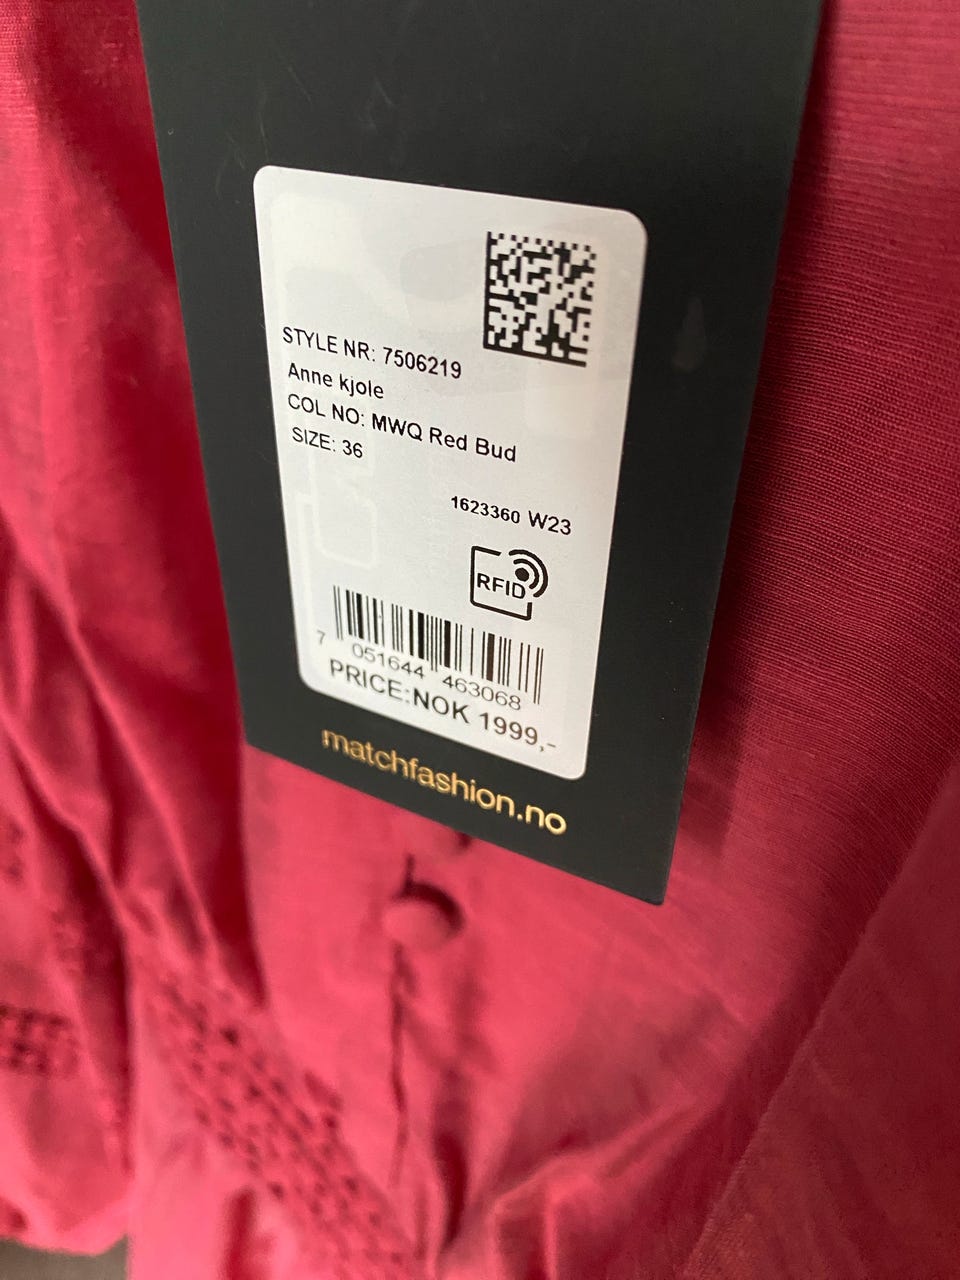 STYLE NR: 7506219
Anne kjole
COL NO: MWQ Red Bud
SIZE: 36
1623360 W23
RFID
7 051644 463068
PRICE:NOK 1999,-
matchfashion.no